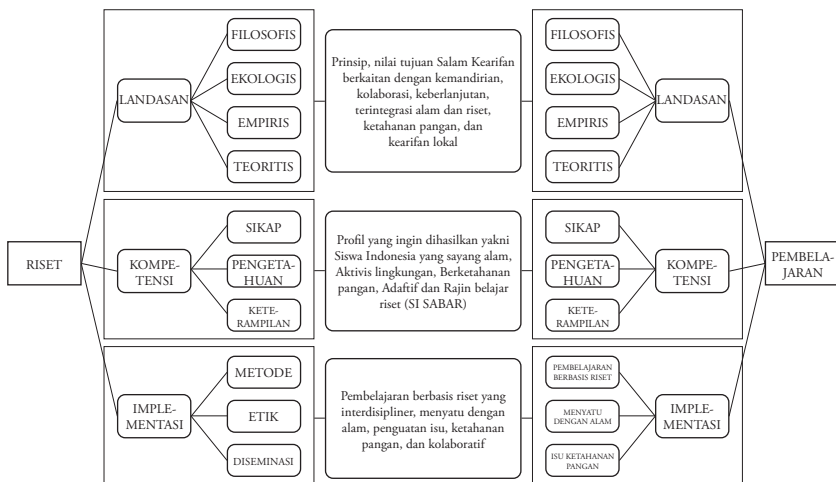 RISET
LANDASAN
FILOSOFIS
EKOLOGIS
EMPIRIS
TEORITIS
Prinsip, nilai tujuan Salam Kearifan
berkaitan dengan kemandirian,
kolaborasi, keberlanjutan,
terintegrasi alam dan riset,
ketahanan pangan, dan
kearifan lokal
FILOSOFIS
EKOLOGIS
EMPIRIS
TEORITIS
LANDASAN
KOMPE-
TENSI
SIKAP
PENGETA-
HUAN
KETE-
RAMPILAN
Profil yang ingin dihasilkan yakni
Siswa Indonesia yang sayang alam,
Aktivis lingkungan, Berketahanan
pangan, Adaftif dan Rajin belajar
riset (SI SABAR)
SIKAP
PENGETA-
HUAN
KETE-
RAMPILAN
KOMPE-
TENSI
PEMBELA-
JARAN
IMPLE-
MENTASI
METODE
ETIK
DISEMINASI
Pembelajaran berbasis riset yang
interdisipliner, menyatu dengan
alam, penguatan isu, ketahanan
pangan, dan kolaboratif
PEMBELAJARAN
BERBASIS RISET
MENYATU
DENGAN ALAM
ISU KETAHANAN
PANGAN
IMPLE-
MENTASI